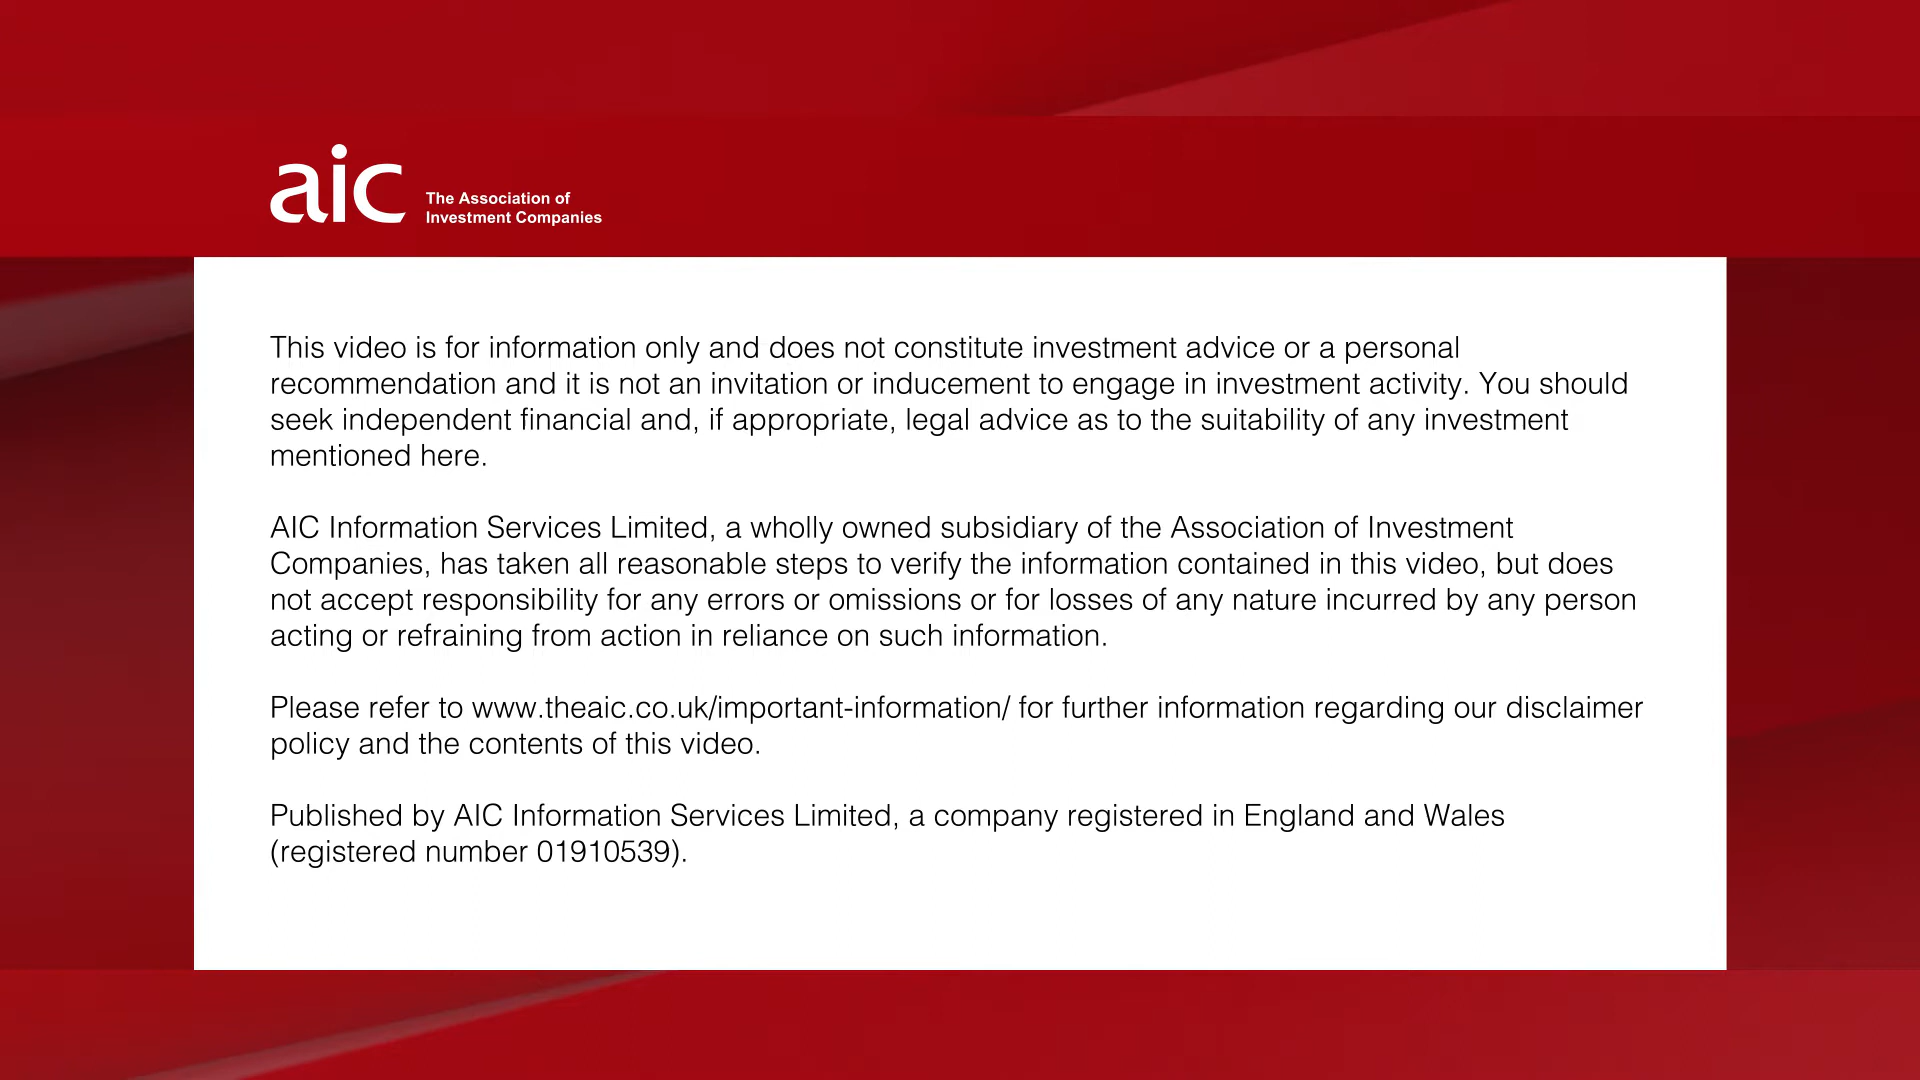 aic
The Association of
Investment Companies
This video is for information only and does not constitute investment advice or a personal
recommendation and it is not an invitation or inducement to engage in investment activity. You should
seek independent financial and, if appropriate, legal advice as to the suitability of any investment
mentioned here.
AIC Information Services Limited, a wholly owned subsidiary of the Association of Investment
Companies, has taken all reasonable steps to verify the information contained in this video, but does
not accept responsibility for any errors or omissions or for losses of any nature incurred by any person
acting or refraining from action in reliance on such information.
Please refer to www.theaic.co.uk/important-information/ for further information regarding our disclaimer
policy and the contents of this video.
Published by AIC Information Services Limited, a company registered in England and Wales
(registered number 01910539).